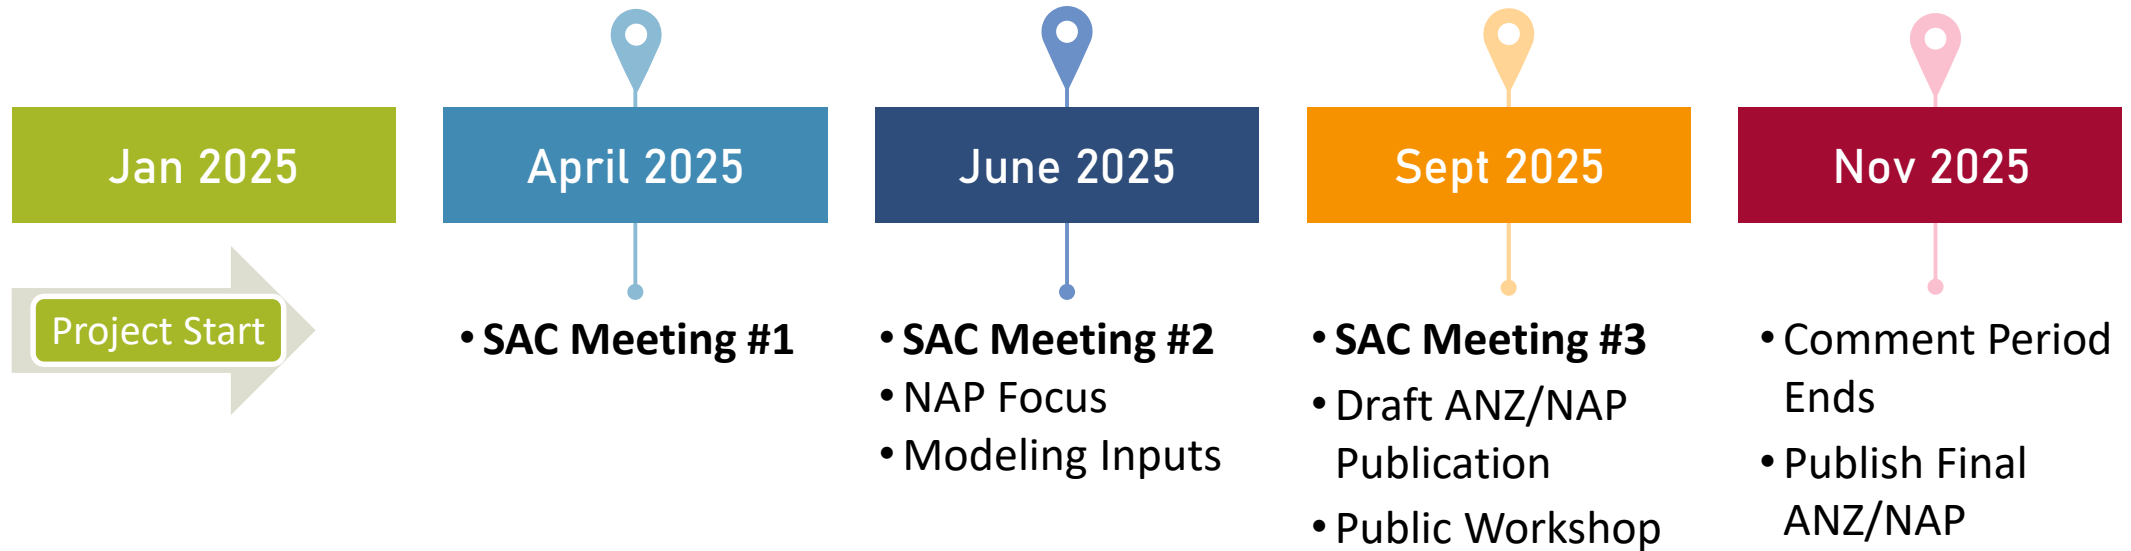 Jan 2025
Project Start
April 2025
• SAC Meeting #1
June 2025
• SAC Meeting #2
• NAP Focus
• Modeling Inputs
Sept 2025
• SAC Meeting #3
• Draft ANZ/NAP
Publication
• Public Workshop
Nov 2025
• Comment Period
Ends
• Publish Final
ANZ/NAP